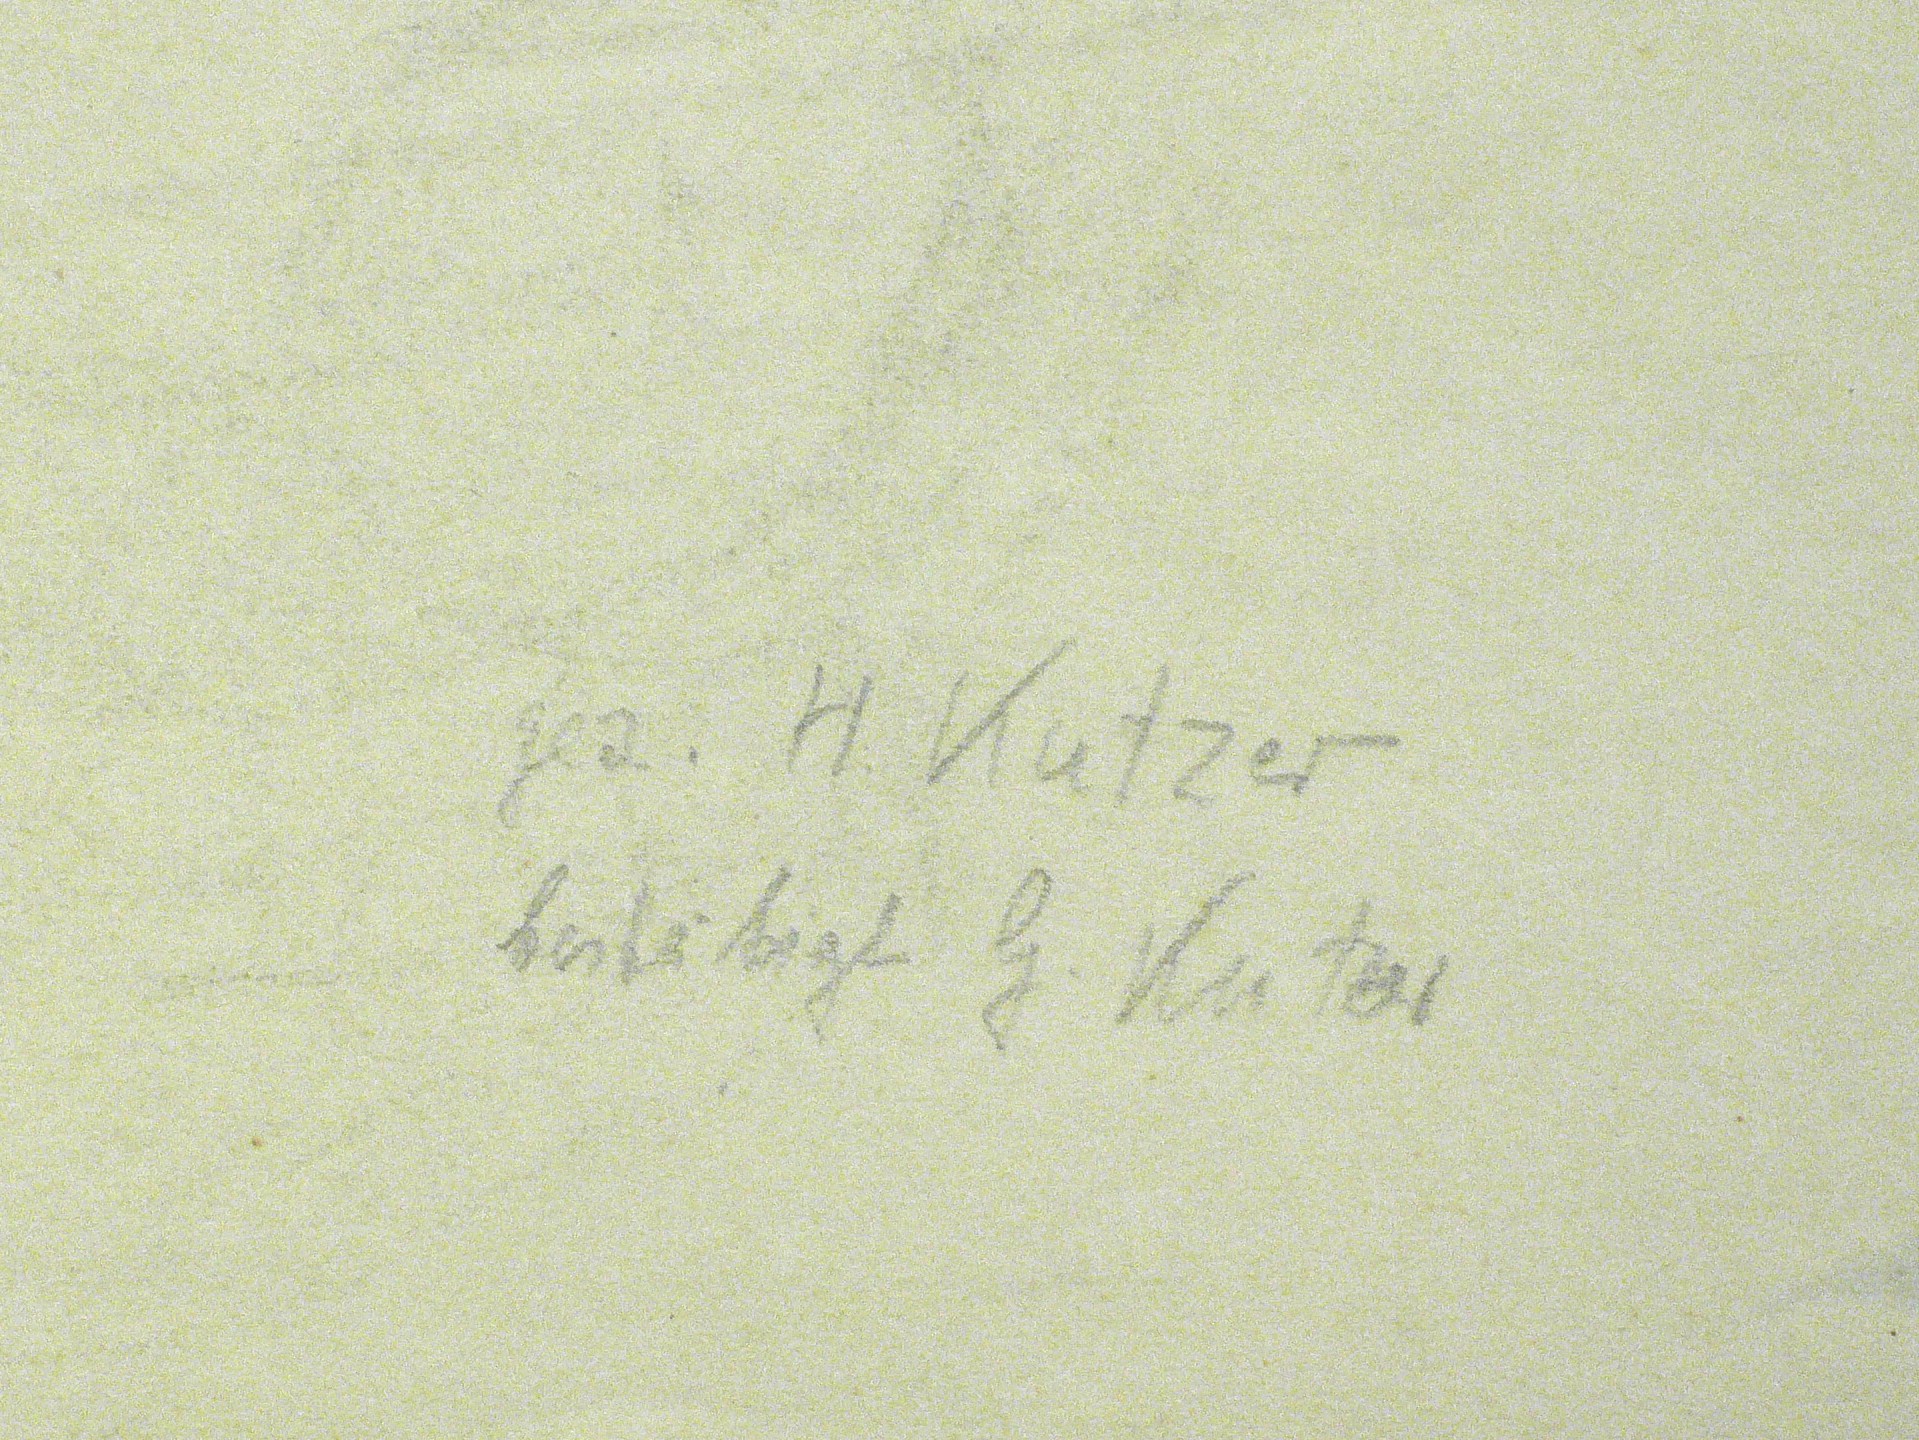 gez. H. Kutzer
bestätigt G. Kutzer